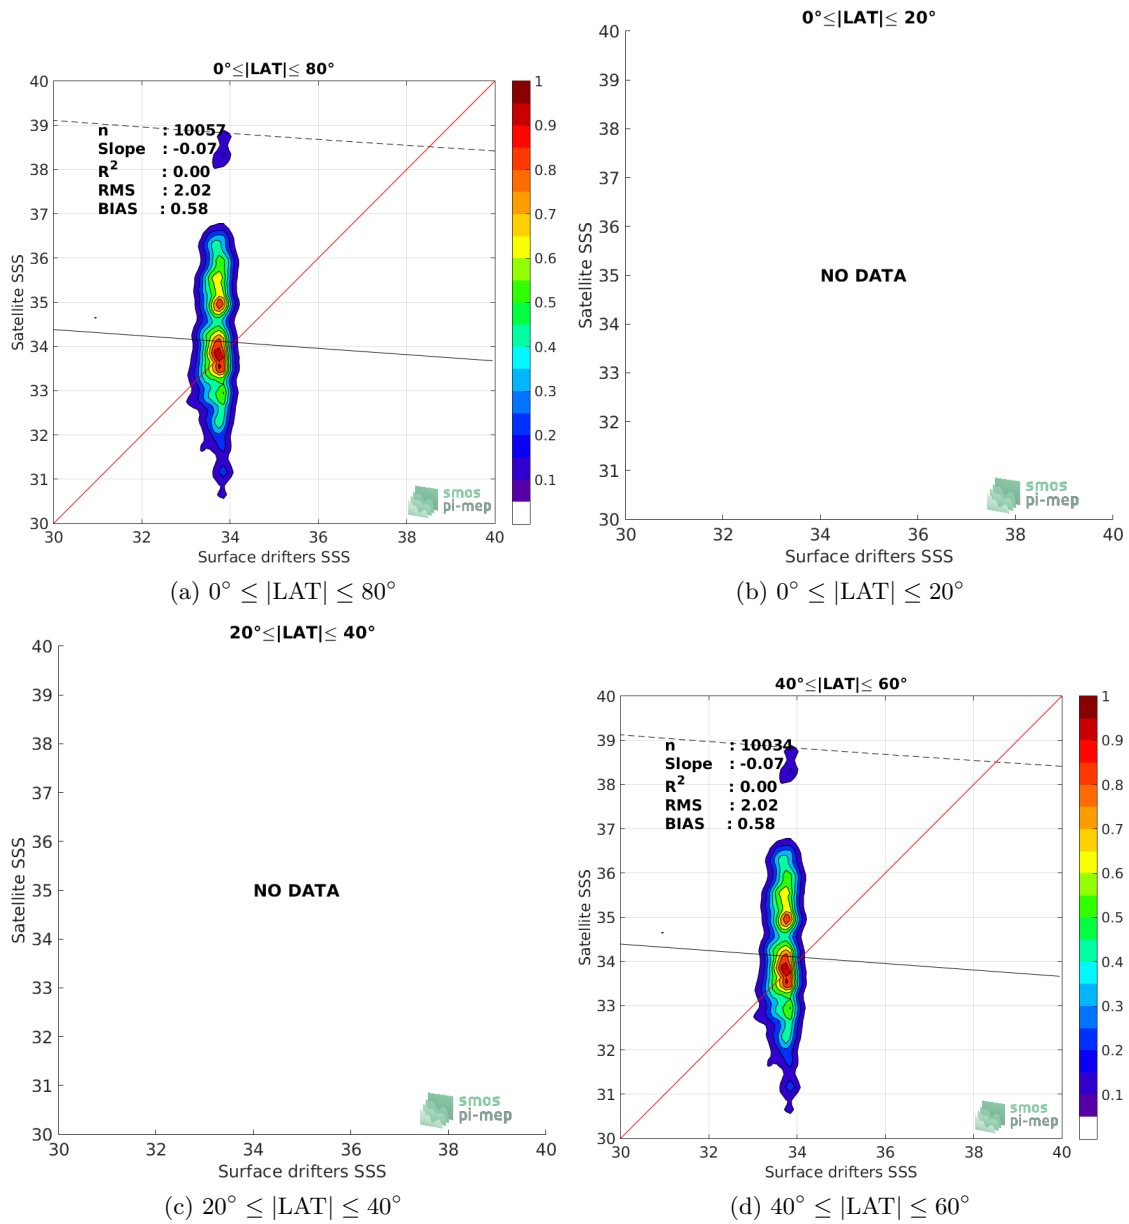 0°≤|LAT|≤ 80°
40
39
38
37
36
35
34
33
32
31
30
Satellite SSS
n : 10057
Slope : -0.07
R2 : 0.00
RMS : 2.02
BIAS : 0.58
smos
pi-mep
30 32 34 36 38 40
Surface drifters SSS
1
0.9
0.8
0.7
0.6
0.5
0.4
0.3
0.2
0.1
(a) 0° ≤ |LAT| ≤ 80°
0°≤|LAT|≤ 20°
40
39
38
37
36
35
34
33
32
31
30
Satellite SSS
NO DATA
smos
pi-mep
30 32 34 36 38 40
Surface drifters SSS
(b) 0° ≤ |LAT| ≤ 20°
20°≤|LAT|≤ 40°
40
39
38
37
36
35
34
33
32
31
30
Satellite SSS
NO DATA
smos
pi-mep
30 32 34 36 38 40
Surface drifters SSS
(c) 20° ≤ |LAT| ≤ 40°
40°≤|LAT|≤ 60°
40
39
38
37
36
35
34
33
32
31
30
Satellite SSS
n : 10034
Slope : -0.07
R2 : 0.00
RMS : 2.02
BIAS : 0.58
smos
pi-mep
30 32 34 36 38 40
Surface drifters SSS
1
0.9
0.8
0.7
0.6
0.5
0.4
0.3
0.2
0.1
(d) 40° ≤ |LAT| ≤ 60°